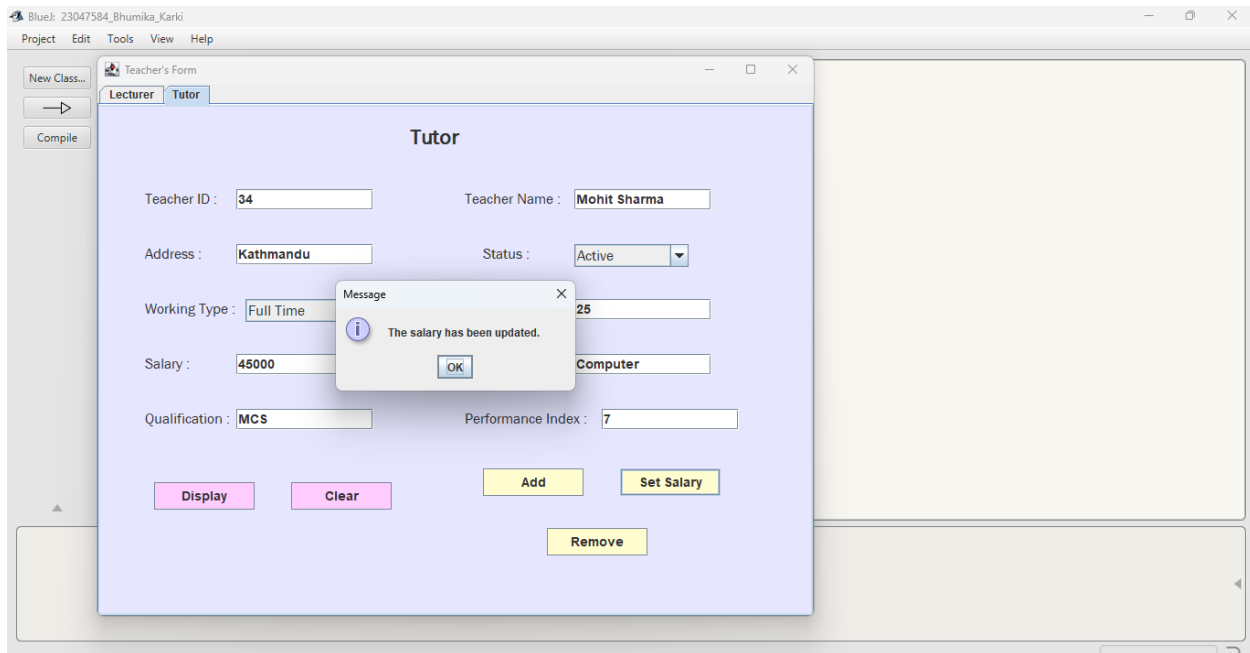 BlueJ: 23047584_Bhumika_Karki
Project Edit Tools View Help
New Class...
Compile
Teacher's Form
Lecturer Tutor
Tutor
Teacher ID : 34 Teacher Name : Mohit Sharma
Address : Kathmandu Status : Active
Working Type : Full Time 25
Message
The salary has been updated.
OK
Salary : 45000 Computer
Qualification : MCS Performance Index : 7
Display Clear Add Set Salary
Remove